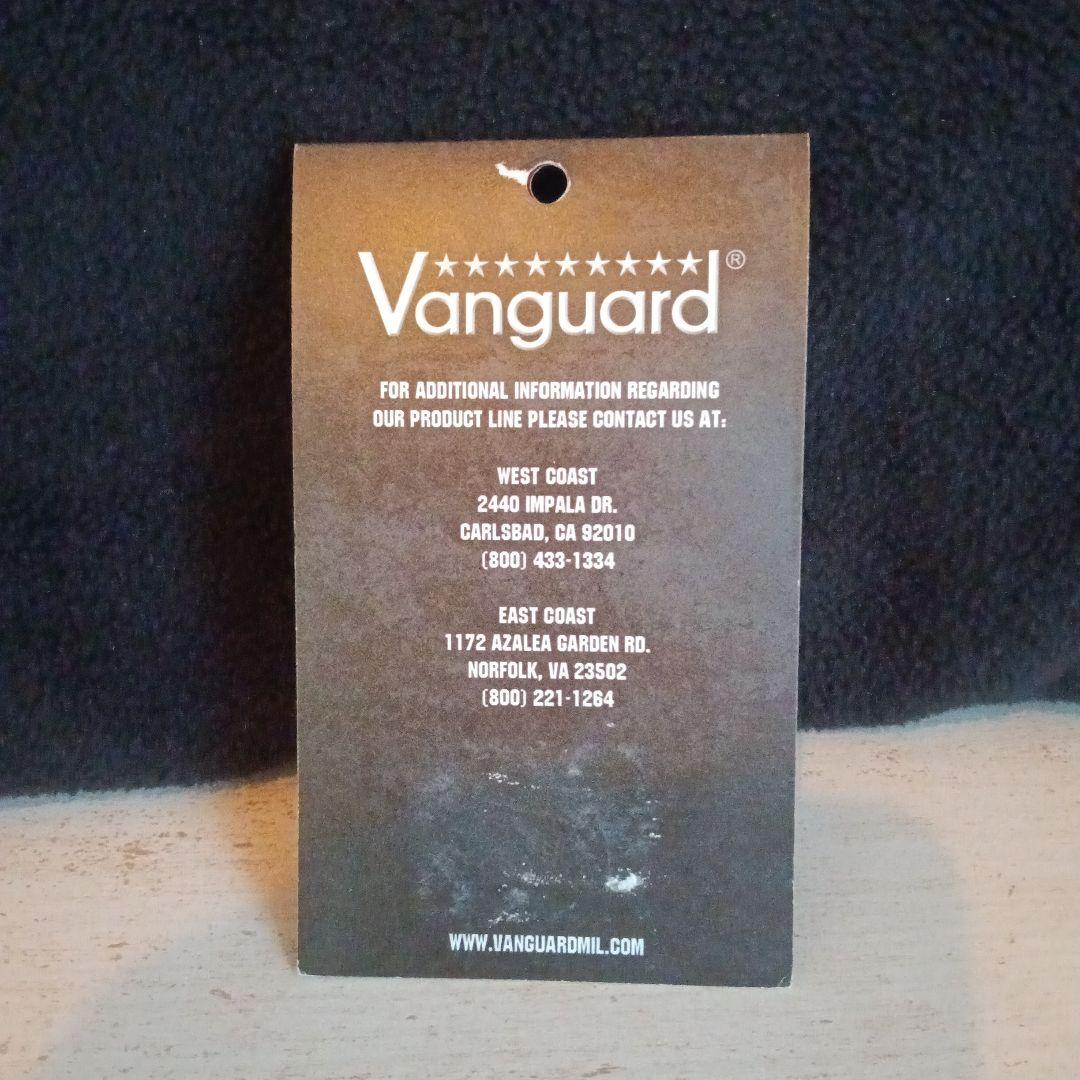 Vanguard®
FOR ADDITIONAL INFORMATION REGARDING
OUR PRODUCT LINE PLEASE CONTACT US AT:
WEST COAST
2440 IMPALA DR.
CARLSBAD, CA 92010
(800) 433-1334
EAST COAST
1172 AZALEA GARDEN RD.
NORFOLK, VA 23502
(800) 221-1264
WWW.VANGUARDMIL.COM